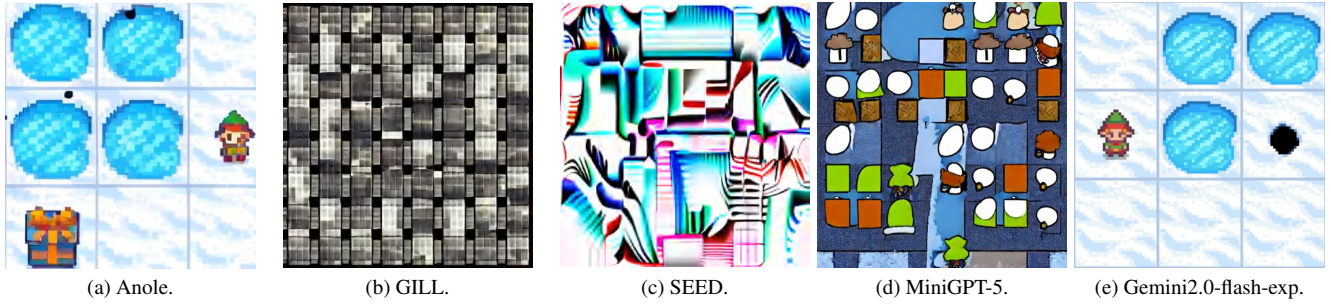 (a) Anole.
(b) GILL.
(c) SEED.
(d) MiniGPT-5.
(e) Gemini2.0-flash-exp.